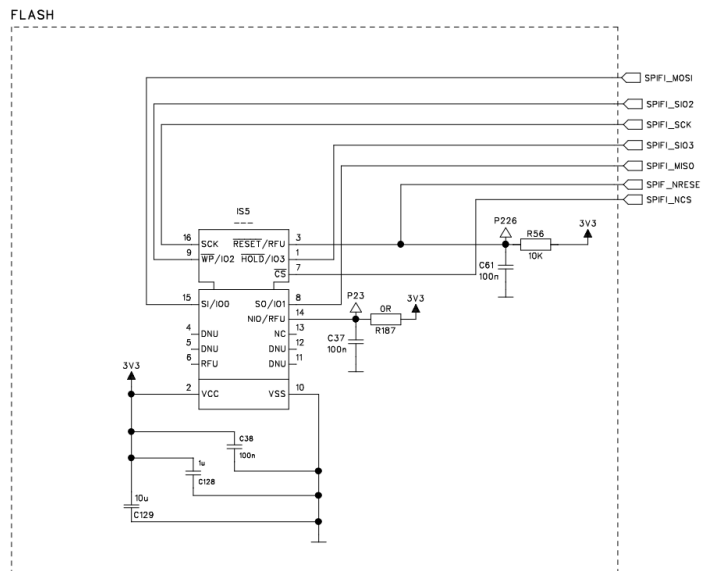 FLASH
SPIFI_MOSI
SPIFI_SIO2
SPIFI_SCK
SPIFI_SIO3
SPIFI_MISO
SPIF_NRESE
SPIFI_NCS
IS5
---
P226
R56
10K
3V3
C61
100n
16 SCK RESET/RFU 3
9 WP/IO2 HOLD/IO3 1
CS 7
15 SI/IO0 SO/IO1 8
NIO/RFU 14
4 DNU NC 13
5 DNU DNU 12
6 RFU DNU 11
P23
0R
R187
3V3
C37
100n
3V3
2 VCC VSS 10
C38
100n
1u
C128
10u
C129